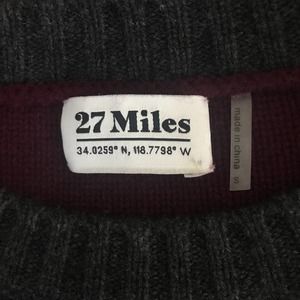 27 Miles
34.0259° N, 118.7798° W
made in china
S